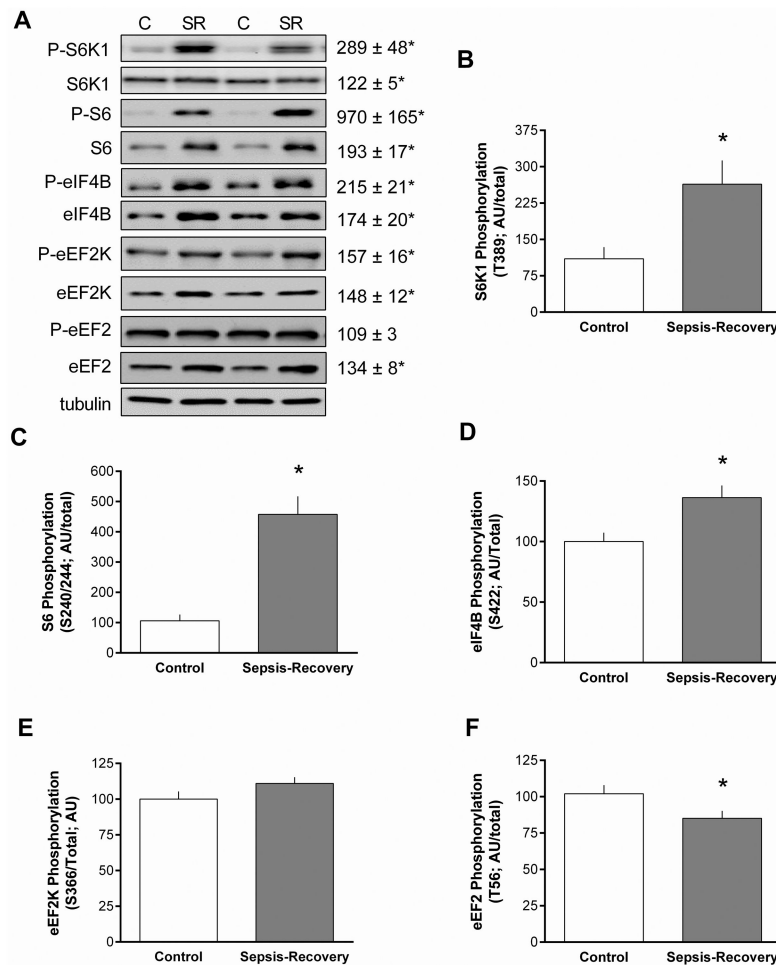 A
C SR C SR
P-S6K1 289 ± 48*
S6K1 122 ± 5*
P-S6 970 ± 165*
S6 193 ± 17*
P-eIF4B 215 ± 21*
eIF4B 174 ± 20*
P-eEF2K 157 ± 16*
eEF2K 148 ± 12*
P-eEF2 109 ± 3
eEF2 134 ± 8*
tubulin
B
S6K1 Phosphorylation
(T389; AU/total)
375
300
225
150
75
0
*
Control Sepsis-Recovery
C
S6 Phosphorylation
(S240/244; AU/total)
600
500
400
300
200
100
0
*
Control Sepsis-Recovery
D
eIF4B Phosphorylation
(S422; AU/Total)
150
100
50
0
*
Control Sepsis-Recovery
E
eEF2K Phosphorylation
(S366/Total; AU)
125
100
75
50
25
0
Control Sepsis-Recovery
F
eEF2 Phosphorylation
(T56; AU/total)
125
100
75
50
25
0
*
Control Sepsis-Recovery